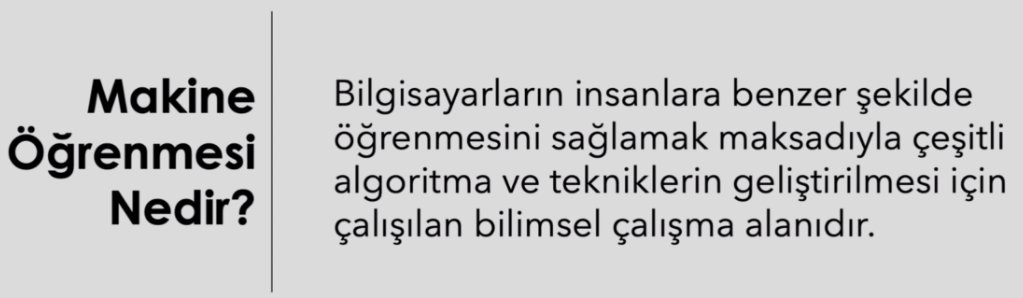 Makine
Öğrenmesi
Nedir?
Bilgisayarların insanlara benzer şekilde
öğrenmesini sağlamak maksadıyla çeşitli
algoritma ve tekniklerin geliştirilmesi için
çalışılan bilimsel çalışma alanıdır.